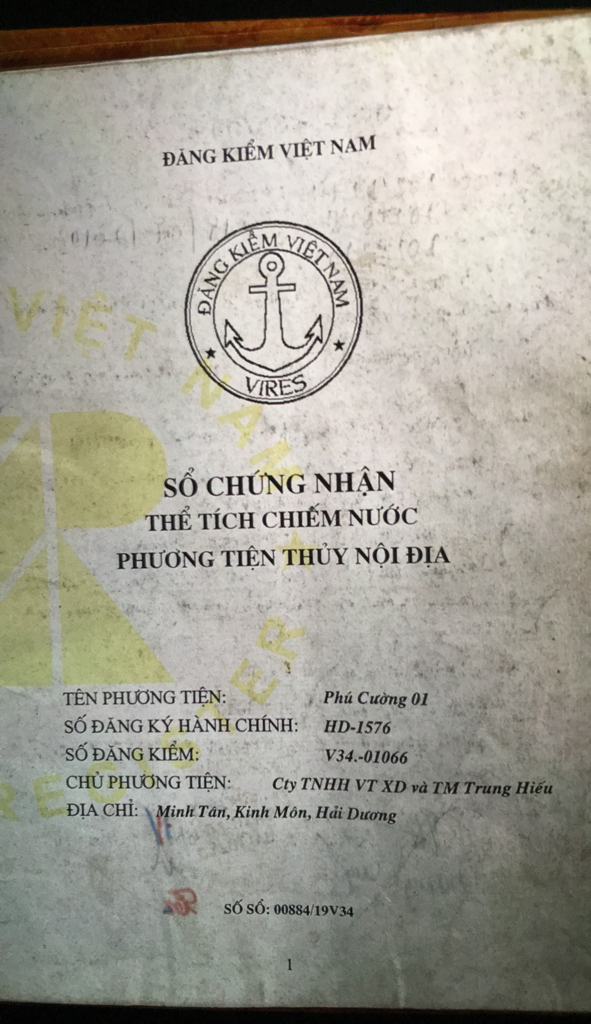 ĐĂNG KIỂM VIỆT NAM
ĐĂNG KIỂM VIỆT NAM
VIRES
VIỆT NAM
REGISTER
SỔ CHỨNG NHẬN
THỂ TÍCH CHIẾM NƯỚC
PHƯƠNG TIỆN THỦY NỘI ĐỊA
TÊN PHƯƠNG TIỆN: Phú Cường 01
SỐ ĐĂNG KÝ HÀNH CHÍNH: HD-1576
SỐ ĐĂNG KIỂM: V34.-01066
CHỦ PHƯƠNG TIỆN: Cty TNHH VT XD và TM Trung Hiếu
ĐỊA CHỈ: Minh Tân, Kinh Môn, Hải Dương
SỐ SỔ: 00884/19V34
1